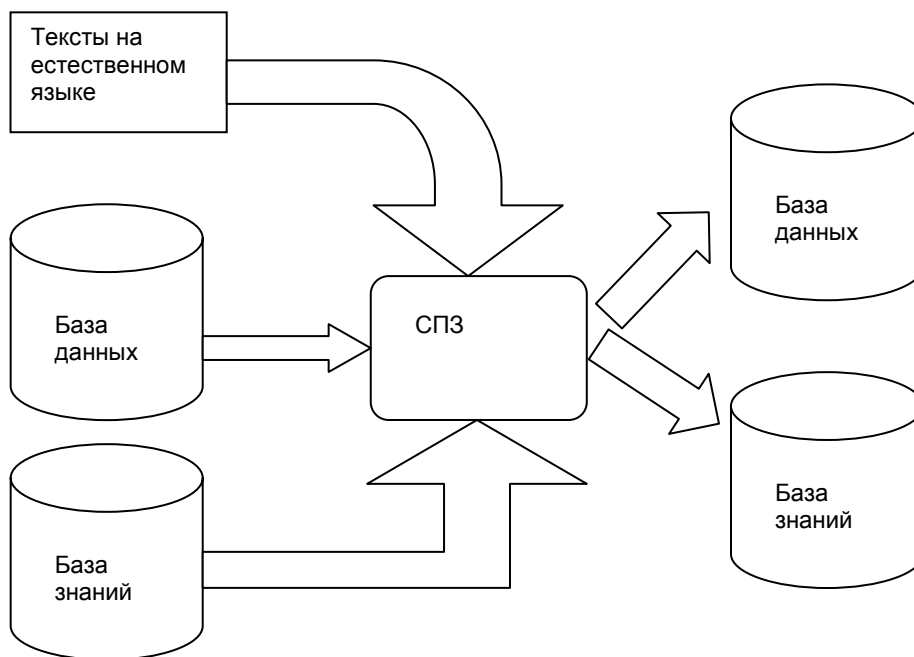 Тексты на
естественном
языке
База
данных
СПЗ
База
данных
База
знаний
База
знаний